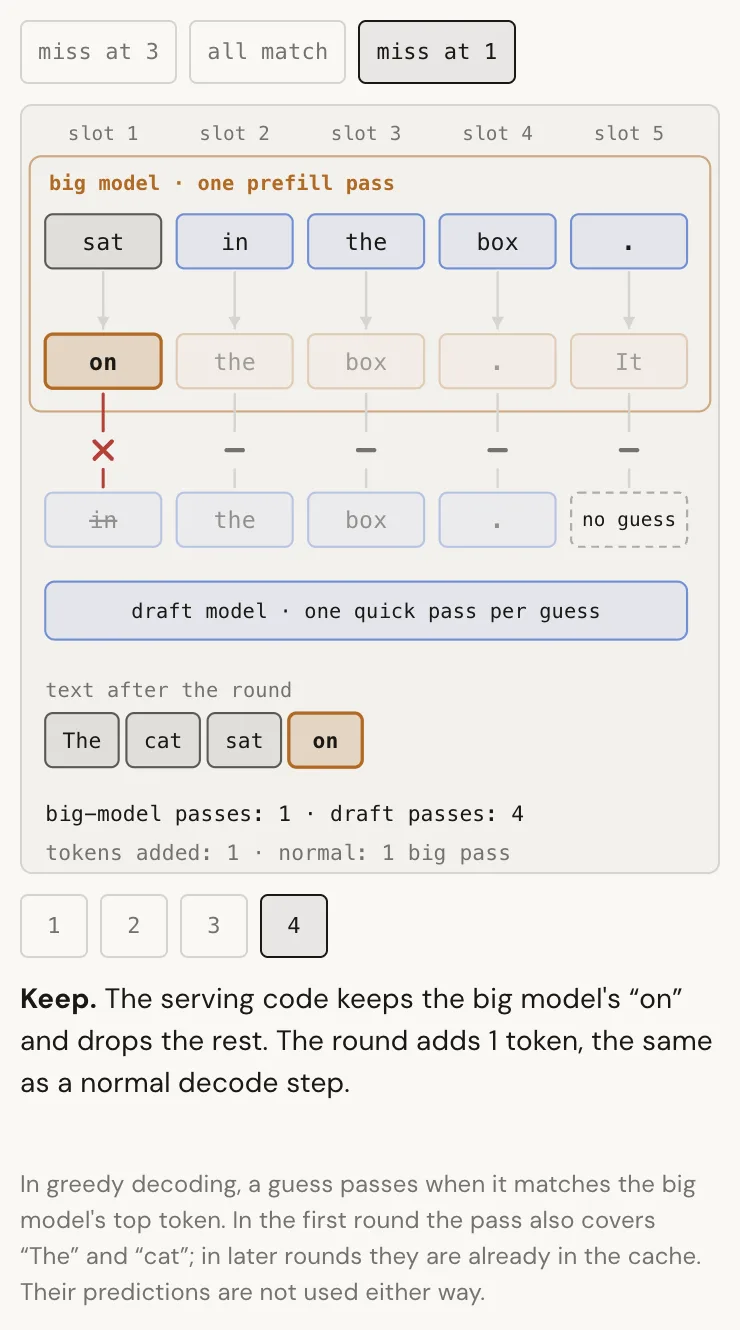 miss at 3 all match miss at 1
slot 1 slot 2 slot 3 slot 4 slot 5
big model · one prefill pass
sat in the box .
on the box . It
in the box . no guess
draft model · one quick pass per guess
text after the round
The cat sat on
big-model passes: 1 · draft passes: 4
tokens added: 1 · normal: 1 big pass
1 2 3 4
Keep. The serving code keeps the big model's “on”
and drops the rest. The round adds 1 token, the same
as a normal decode step.
In greedy decoding, a guess passes when it matches the big
model's top token. In the first round the pass also covers
“The” and “cat”; in later rounds they are already in the cache.
Their predictions are not used either way.